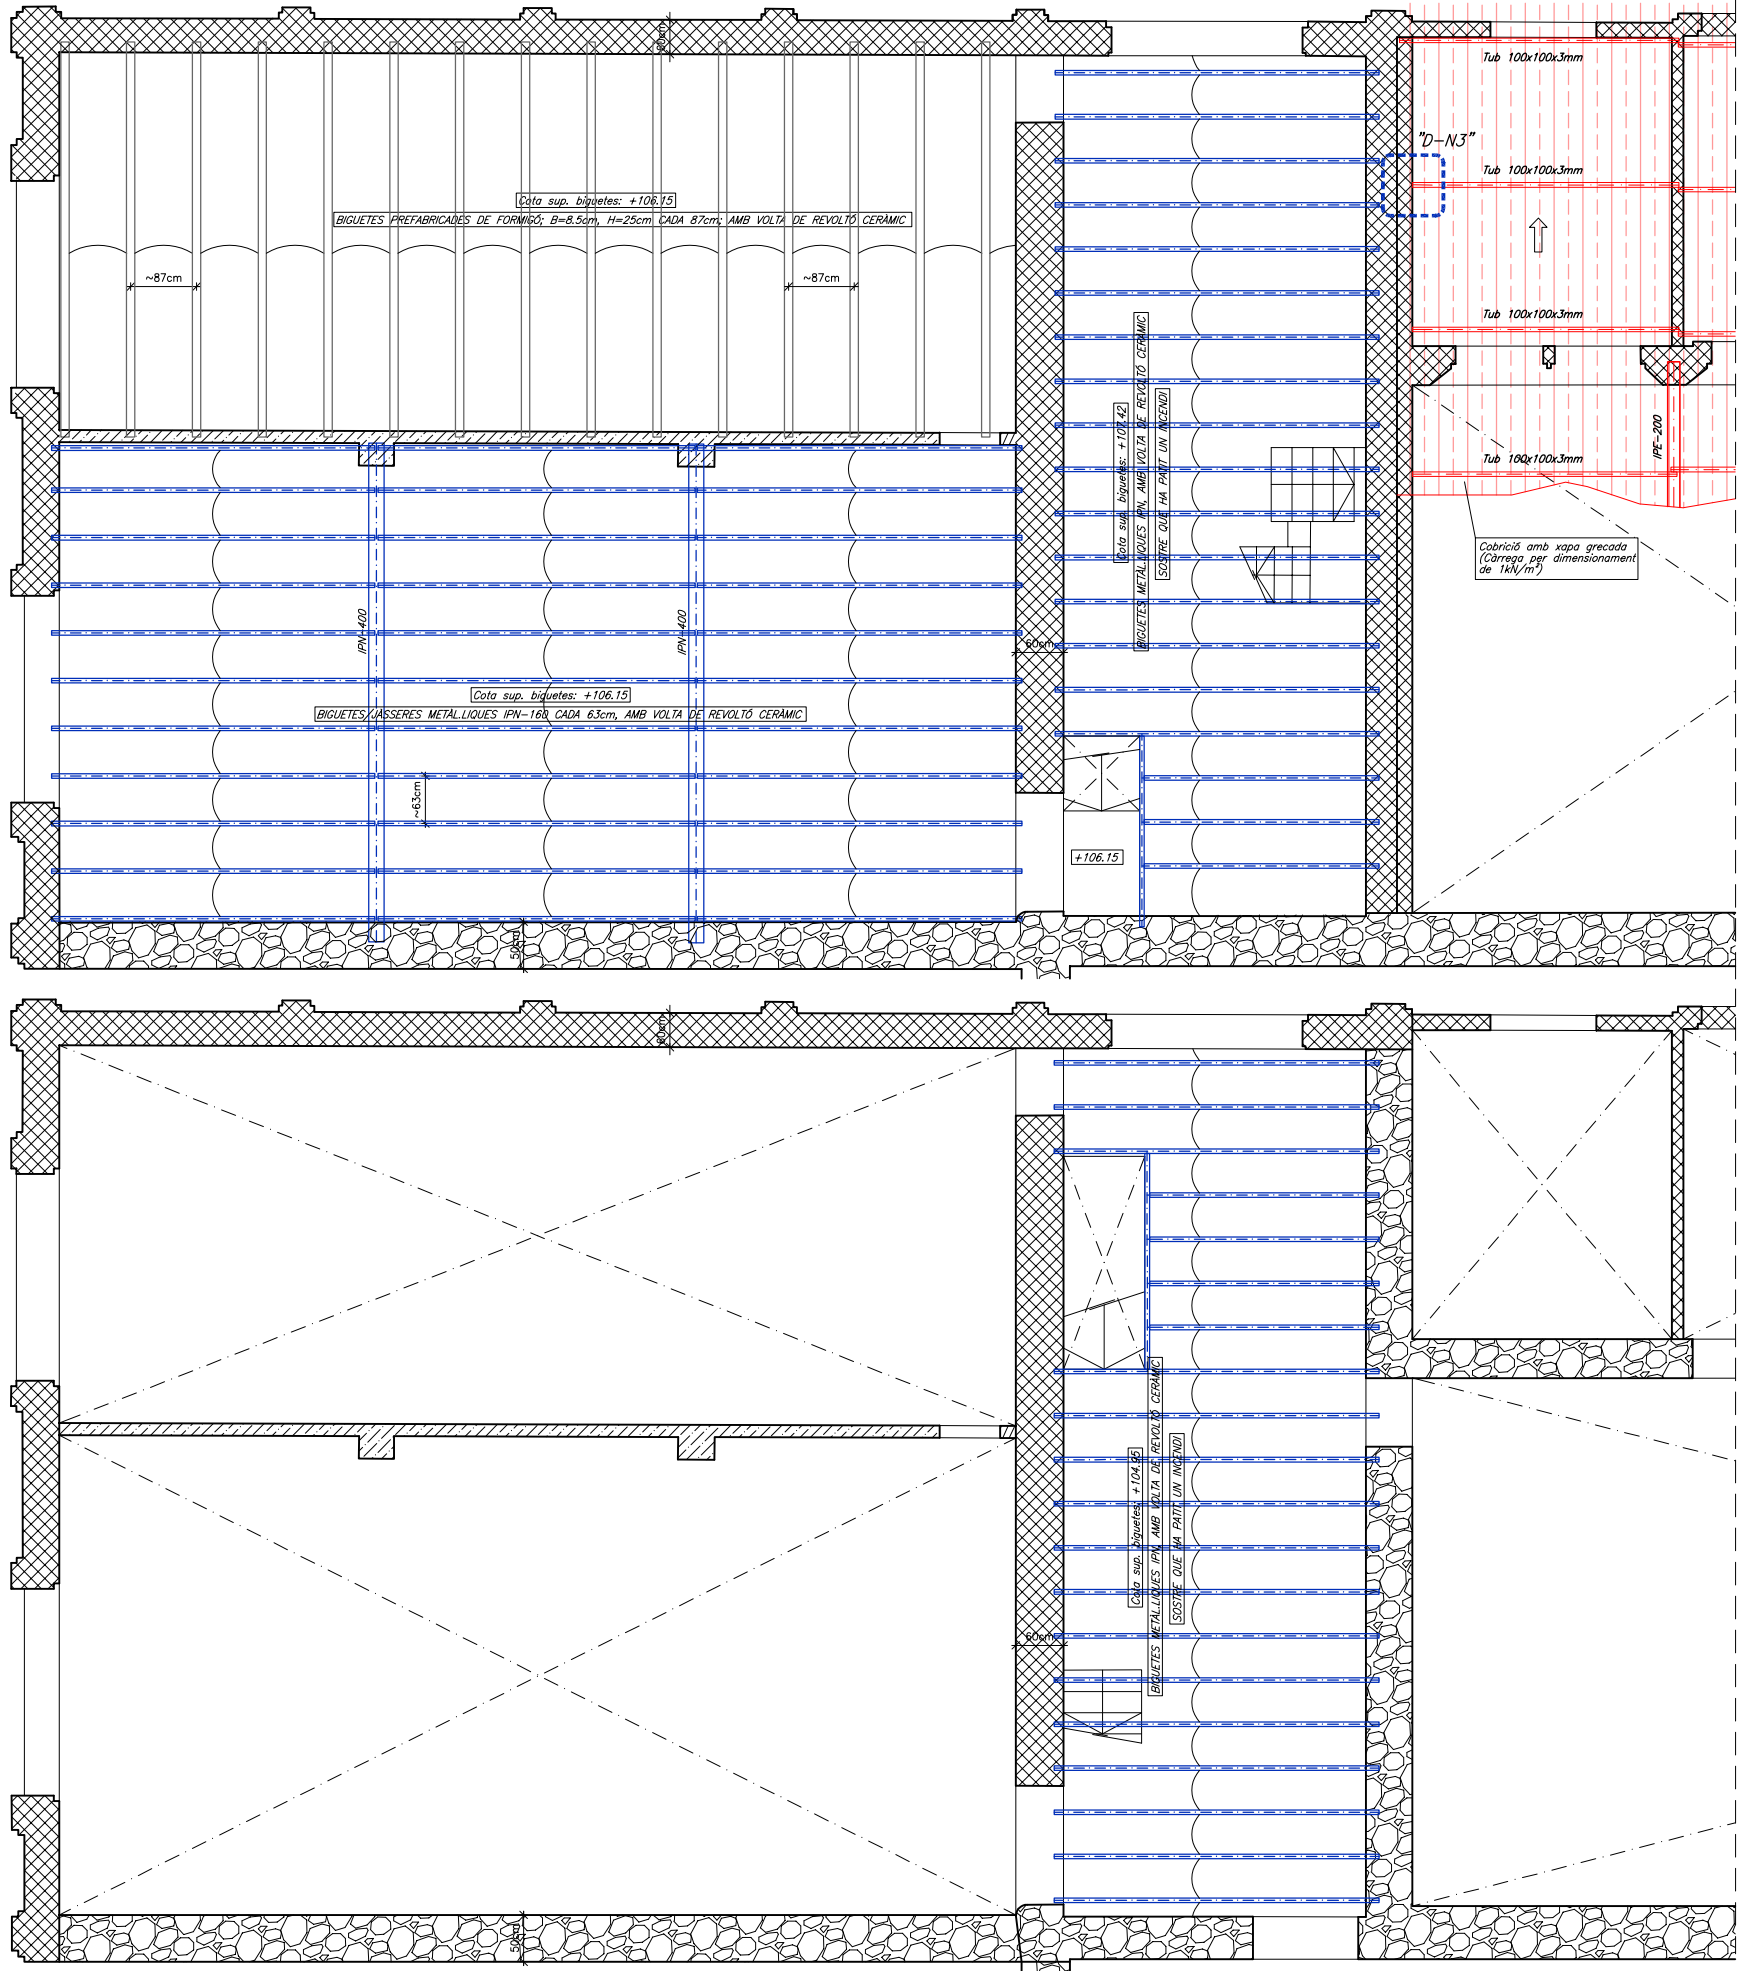 60cm
Tub 100x100x3mm
"D-N3"
Tub 100x100x3mm
Cota sup. biguetes: +106.15
BIGUETES PREFABRICADES DE FORMIGÓ; B=8.5cm, H=25cm CADA 87cm; AMB VOLTA DE REVOLTÓ CERÀMIC
~87cm
~87cm
Tub 100x100x3mm
Cota sup. biguetes: +107.42
BIGUETES METÀL.LIQUES IPN, AMB VOLTA DE REVOLTÓ CERÀMIC
SOSTRE QUE HA PATIT UN INCENDI
IPE-200
Tub 100x100x3mm
Cobrició amb xapa grecada
(Càrrega per dimensionament
de 1kN/m²)
IPN-400
IPN-400
60cm
Cota sup. biguetes: +106.15
BIGUETES/JÀSSERES METÀL.LIQUES IPN-160 CADA 63cm, AMB VOLTA DE REVOLTÓ CERÀMIC
~63cm
+106.15
50cm
60cm
Cota sup. biguetes: +104.95
BIGUETES METÀL.LIQUES IPN, AMB VOLTA DE REVOLTÓ CERÀMIC
SOSTRE QUE HA PATIT UN INCENDI
60cm
50cm